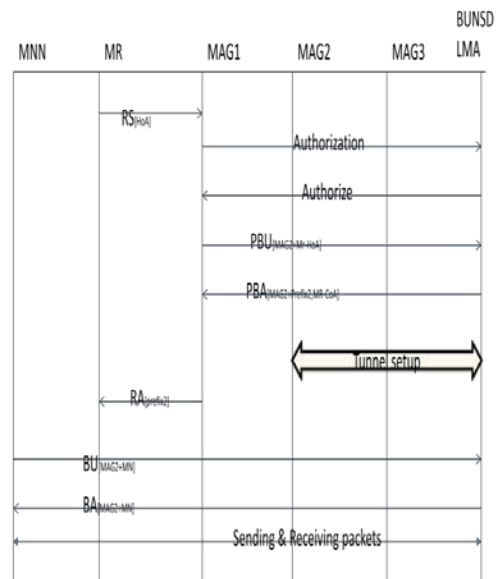 BUNSD
MNN MR MAG1 MAG2 MAG3 LMA
RS[HoA]
Authorization
Authorize
PBU[MAG2+Mr-HoA]
PBA[MAG2+Prefix2,MR CoA]
Tunnel setup
RA[prefix2]
BU[MAG2+MN]
BA[MAG2+MN]
Sending & Receiving packets